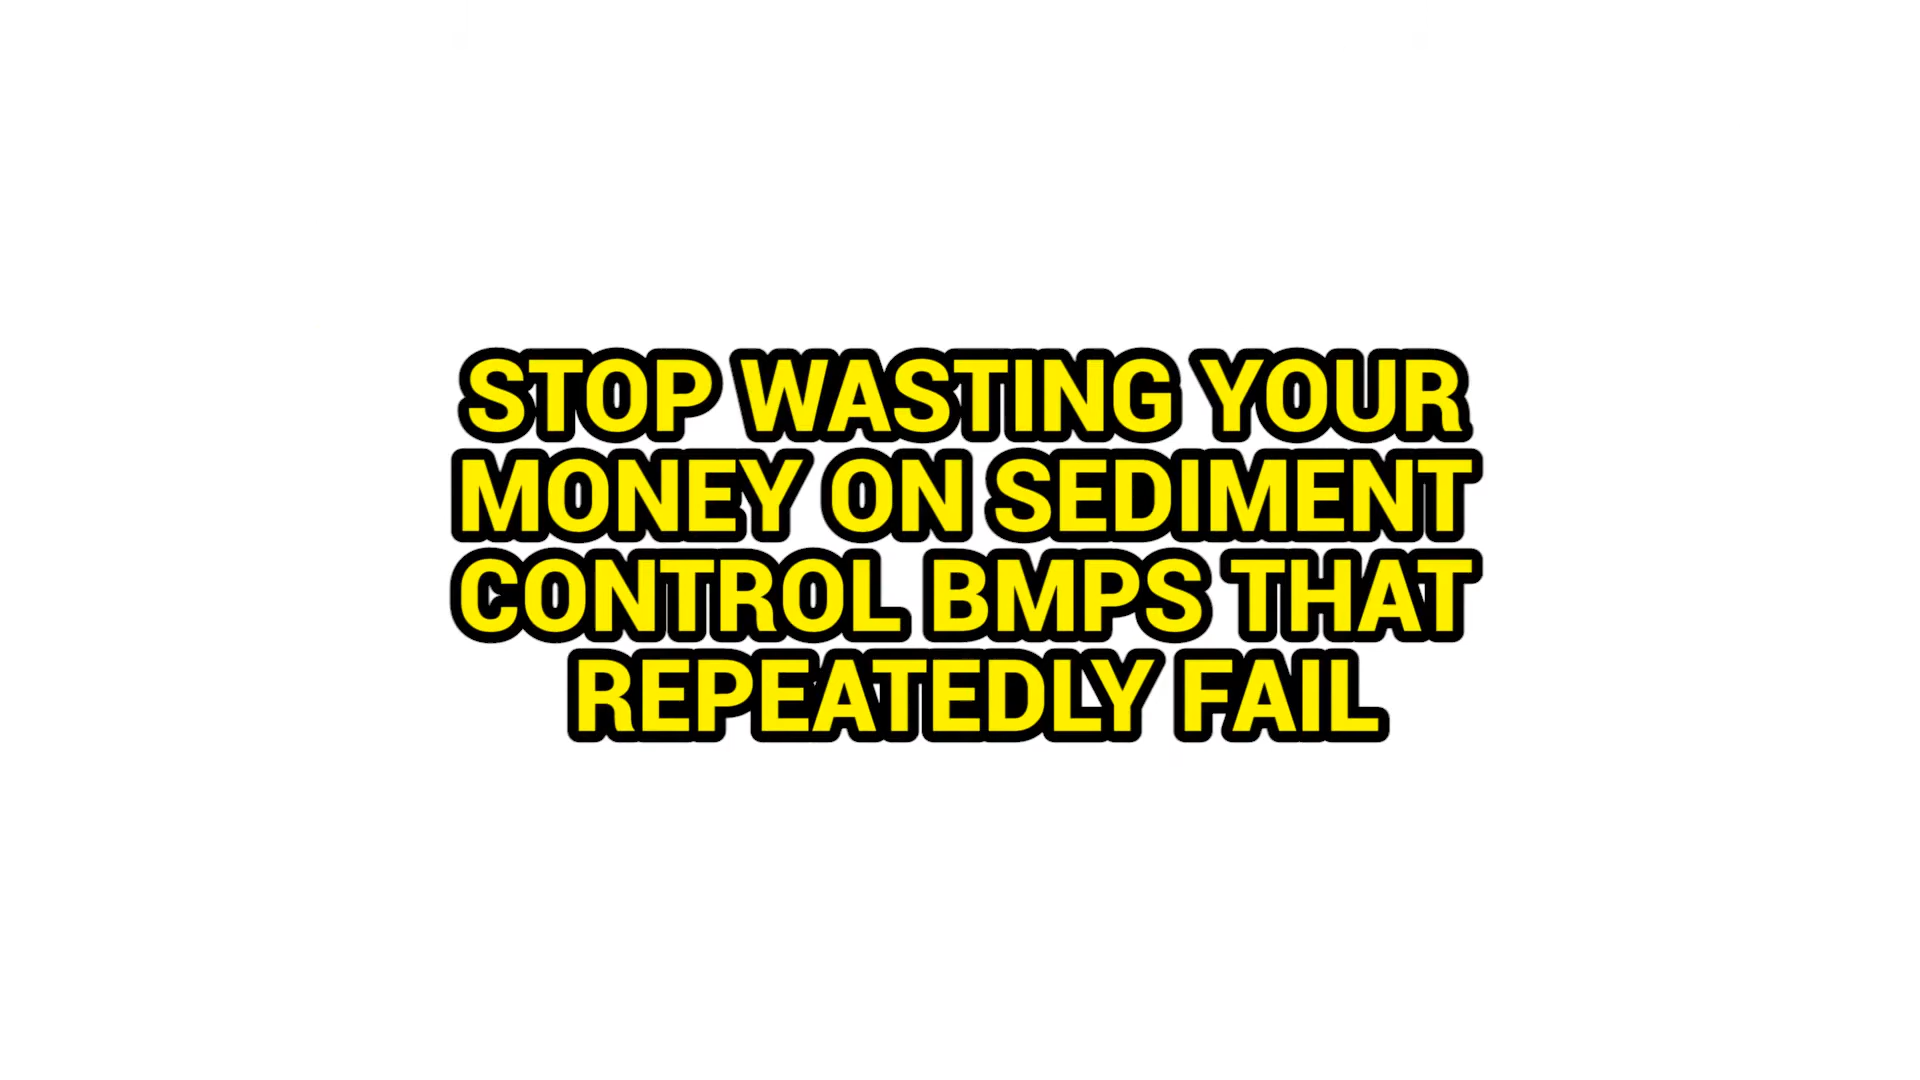 STOP WASTING YOUR
MONEY ON SEDIMENT
CONTROL BMPS THAT
REPEATEDLY FAIL